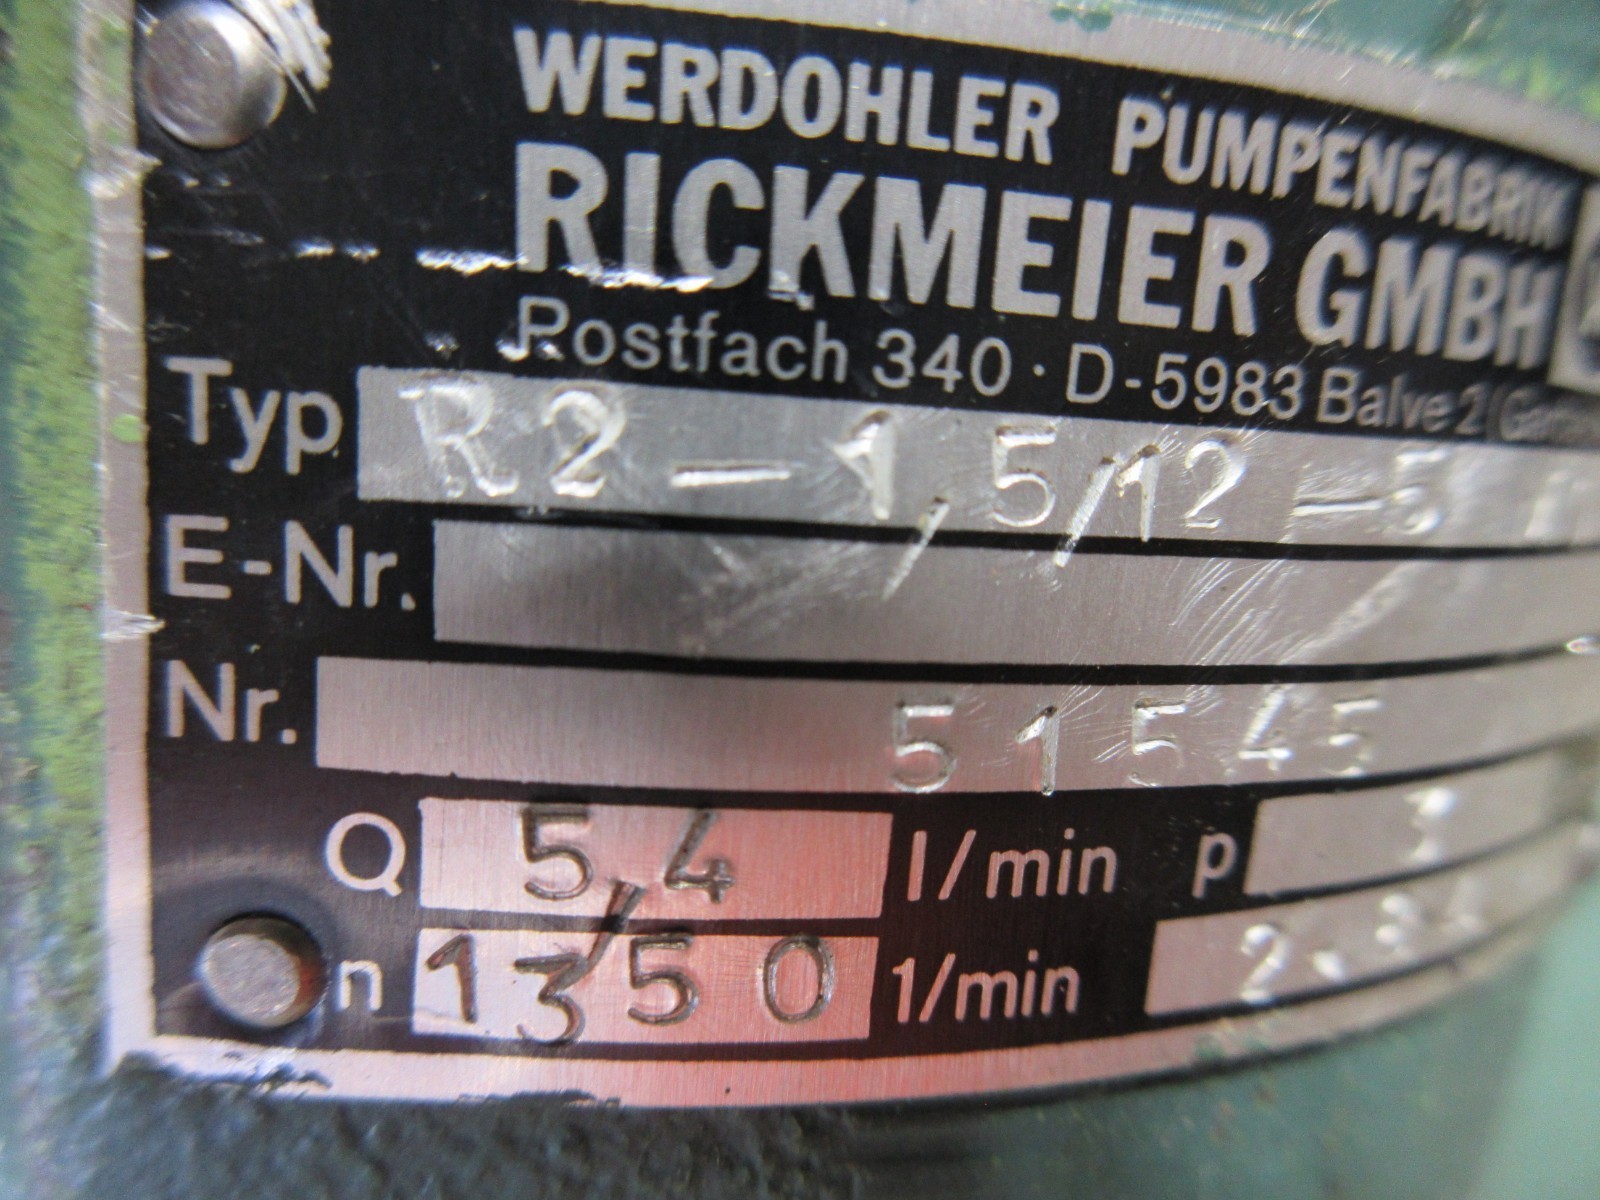 WERDOHLER PUMPENFABRIK
RICKMEIER GMBH
Postfach 340 · D-5983 Balve 2
Typ R2-1,5/12-5
E-Nr.
Nr. 51545
Q 5,4 l/min p 1
n 1350 1/min